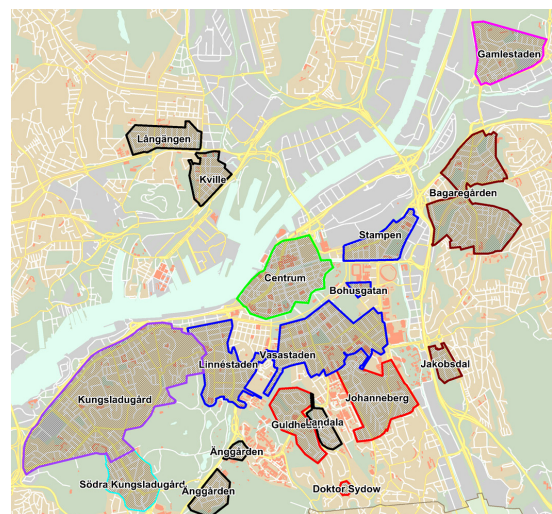 Gamlestaden
Långängen
Kville
Bagaregården
Stampen
Centrum
Bohusgatan
Vasastaden
Linnéstaden
Jakobsdal
Kungsladugård
Johanneberg
Landala
Guldheden
Änggården
Södra Kungsladugård
Änggården
Doktor Sydow